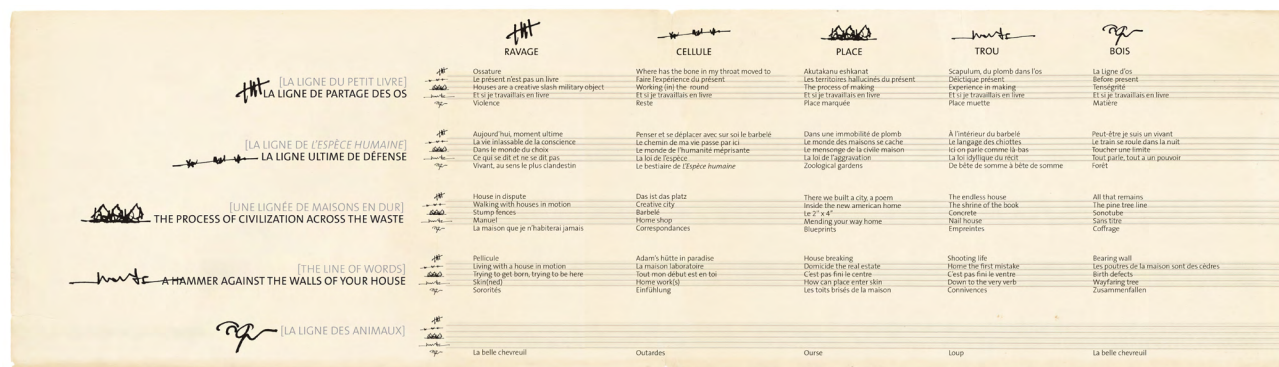 RAVAGE CELLULE PLACE TROU BOIS
[LA LIGNE DU PETIT LIVRE]
LA LIGNE DE PARTAGE DES OS
Ossature Where has the bone in my throat moved to Akutakanu eshkanat Scapulum, du plomb dans l'os La Ligne d'os
Le présent n'est pas un livre Faire l'expérience du présent Les territoires hallucinés du présent Déictique présent Before present
Houses are a creative slash military object Working (in) the round The process of making Experience in making Tenségrité
Et si je travaillais en livre Et si je travaillais en livre Et si je travaillais en livre Et si je travaillais en livre Et si je travaillais en livre
Violence Reste Place marquée Place muette Matière
[LA LIGNE DE L'ESPÈCE HUMAINE]
LA LIGNE ULTIME DE DÉFENSE
Aujourd'hui, moment ultime Penser et se déplacer avec sur soi le barbelé Dans une immobilité de plomb À l'intérieur du barbelé Peut-être je suis un vivant
La vie inlassable de la conscience Le chemin de ma vie passe par ici Le monde des maisons se cache Le langage des chiottes Le train se roule dans la nuit
Dans le monde du choix Le monde de l'humanité méprisante Le mensonge de la civile maison Ici on parle comme là-bas Toucher une limite
Ce qui se dit et ne se dit pas La loi de l'espèce La loi de l'aggravation La loi idyllique du récit Tout parle, tout a un pouvoir
Vivant, au sens le plus clandestin Le bestiaire de L'Espèce humaine Zoological gardens De bête de somme à bête de somme Forêt
[UNE LIGNÉE DE MAISONS EN DUR]
THE PROCESS OF CIVILIZATION ACROSS THE WASTE
House in dispute Das ist das platz There we built a city, a poem The endless house All that remains
Walking with houses in motion Creative city Inside the new american home The shrine of the book The pine tree line
Stump fences Barbelé Le 2" x 4" Concrete Sonotube
Manuel Home shop Mending your way home Nail house Sans titre
La maison que je n'habiterai jamais Correspondances Blueprints Empreintes Coffrage
[THE LINE OF WORDS]
A HAMMER AGAINST THE WALLS OF YOUR HOUSE
Pellicule Adam's hütte in paradise House breaking Shooting life Bearing wall
Living with a house in motion La maison laboratoire Domicide the real estate Home the first mistake Les poutres de la maison sont des cèdres
Trying to get born, trying to be here Tout mon début est en toi C'est pas fini le centre C'est pas fini le ventre Birth defects
Skin(ned) Home work(s) How can place enter skin Down to the very verb Wayfaring tree
Sororités Einfühlung Les toits brisés de la maison Connivences Zusammenfallen
[LA LIGNE DES ANIMAUX]
La belle chevreuil Outardes Ourse Loup La belle chevreuil